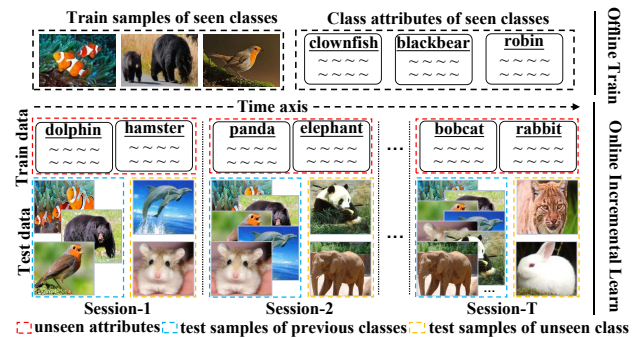 Train samples of seen classes
Class attributes of seen classes
clownfish
blackbear
robin
Offline Train
Time axis
Train data
dolphin
hamster
panda
elephant
...
bobcat
rabbit
Test data
...
...
Online Incremental Learn
Session-1
Session-2
Session-T
unseen attributes
test samples of previous classes
test samples of unseen class